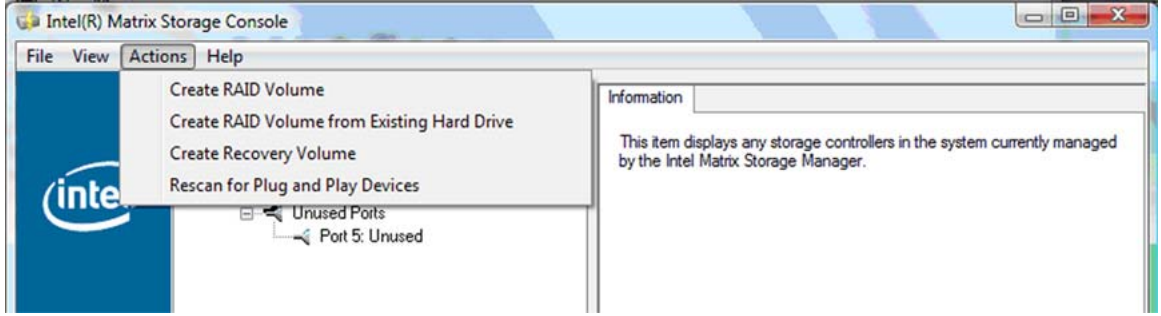 Intel(R) Matrix Storage Console
File View Actions Help
Create RAID Volume
Create RAID Volume from Existing Hard Drive
Create Recovery Volume
Rescan for Plug and Play Devices
inte
Unused Ports
Port 5: Unused
Information
This item displays any storage controllers in the system currently managed
by the Intel Matrix Storage Manager.